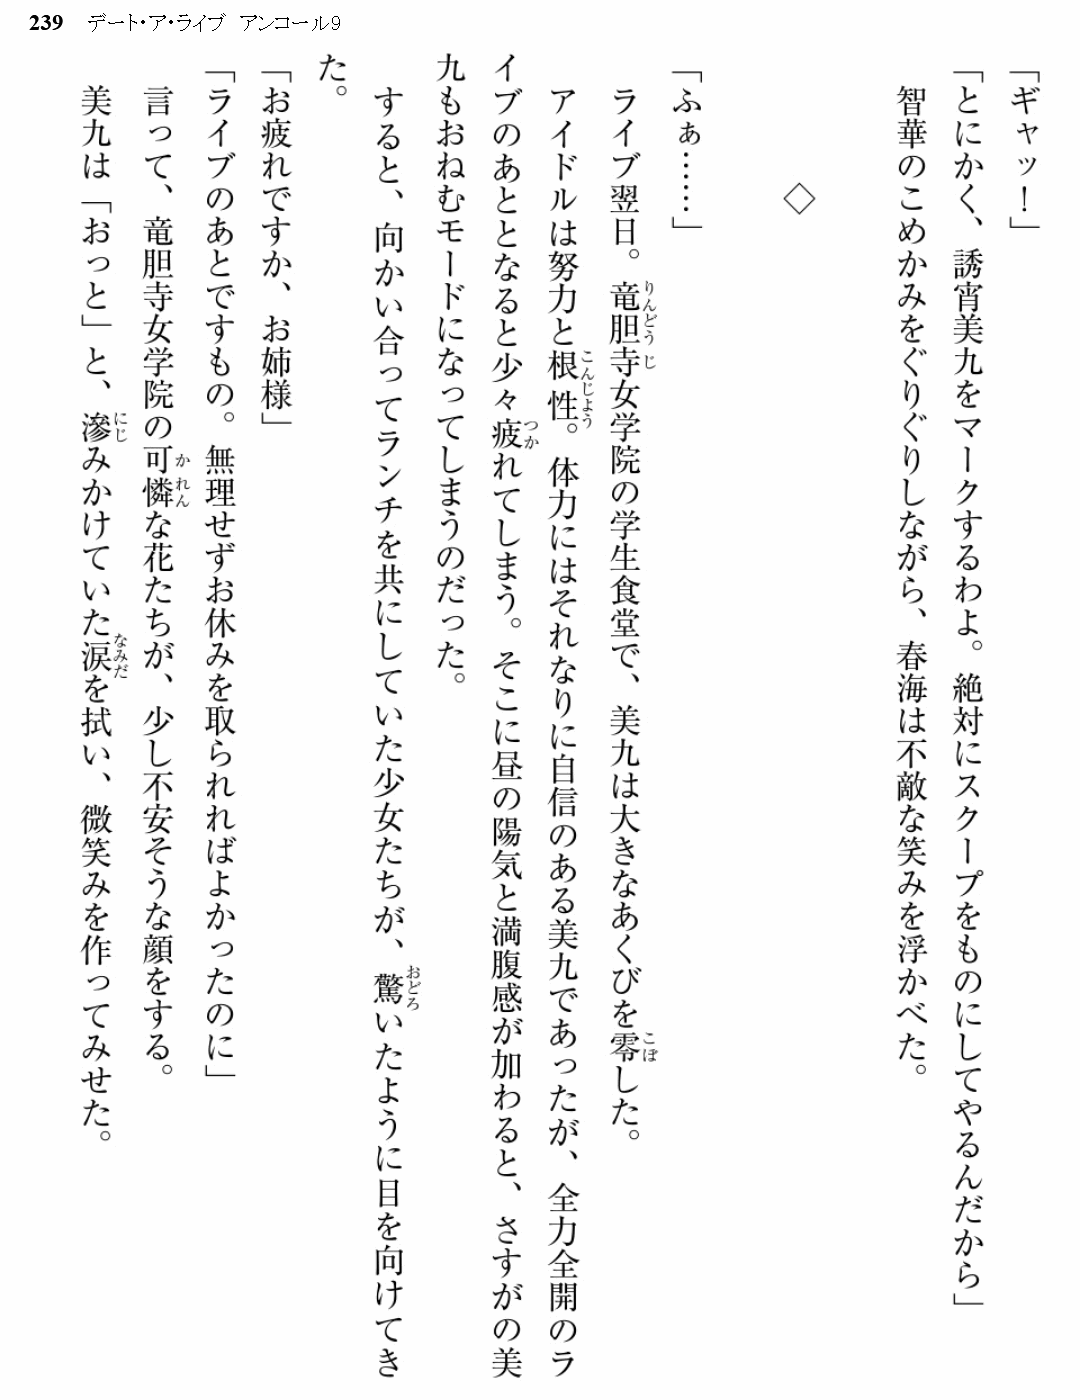 239 デート・ア・ライブ アンコール9
「ギャッ!」
「とにかく、誘宵美九をマークするわよ。絶対にスクープをものにしてやるんだから」
智華のこめかみをぐりぐりしながら、春海は不敵な笑みを浮かべた。
◇
「ふぁ……」
ライブ翌日。竜胆寺女学院の学生食堂で、美九は大きなあくびを零した。
アイドルは努力と根性。体力にはそれなりに自信のある美九であったが、全力全開のラ
イブのあととなると少々疲れてしまう。そこに昼の陽気と満腹感が加わると、さすがの美
九もおねむモードになってしまうのだった。
すると、向かい合ってランチを共にしていた少女たちが、驚いたように目を向けてき
た。
「お疲れですか、お姉様」
「ライブのあとですもの。無理せずお休みを取られればよかったのに」
言って、竜胆寺女学院の可憐な花たちが、少し不安そうな顔をする。
美九は「おっと」と、滲みかけていた涙を拭い、微笑みを作ってみせた。